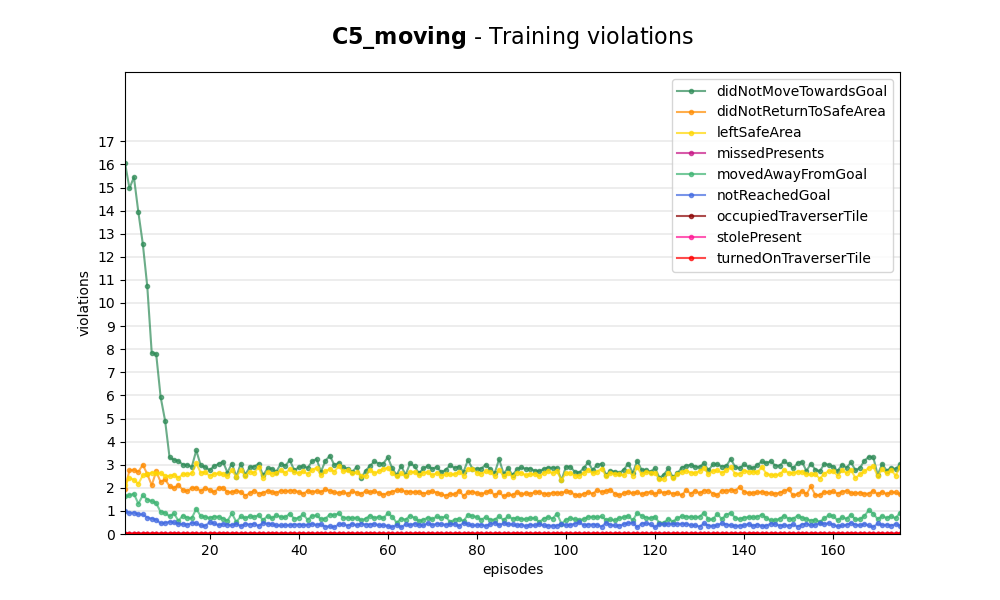 C5_moving - Training violations
didNotMoveTowardsGoal
didNotReturnToSafeArea
leftSafeArea
missedPresents
movedAwayFromGoal
notReachedGoal
occupiedTraverserTile
stolePresent
turnedOnTraverserTile
violations
17
16
15
14
13
12
11
10
9
8
7
6
5
4
3
2
1
0
20 40 60 80 100 120 140 160
episodes